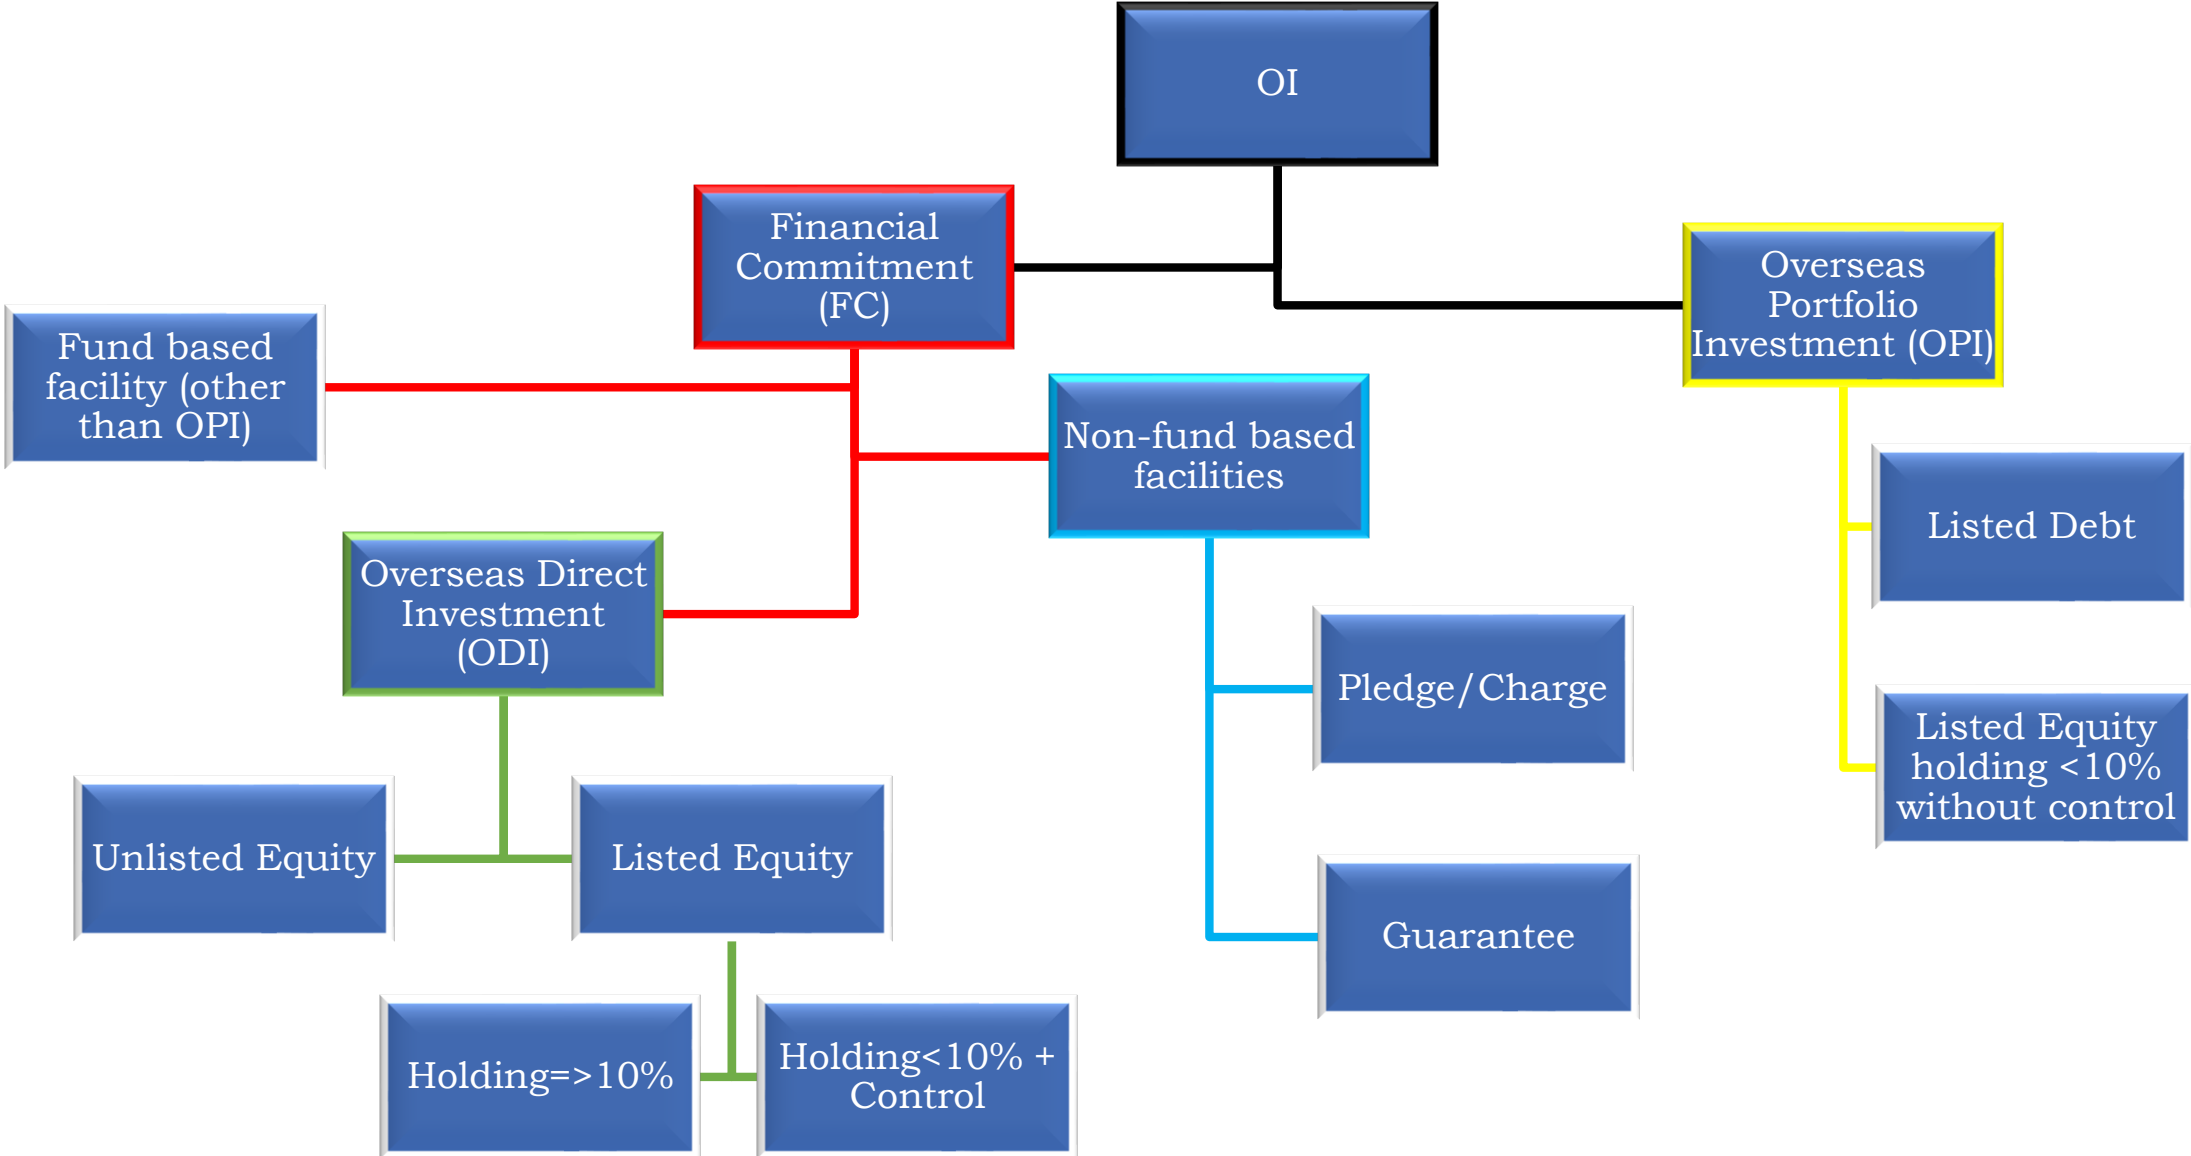 OI
Financial
Commitment
(FC)
Overseas
Portfolio
Investment (OPI)
Fund based
facility (other
than OPI)
Non-fund based
facilities
Listed Debt
Overseas Direct
Investment
(ODI)
Pledge/Charge
Listed Equity
holding <10%
without control
Unlisted Equity
Listed Equity
Guarantee
Holding=>10%
Holding<10% +
Control